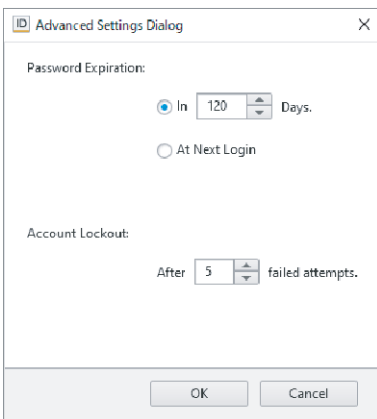 ID Advanced Settings Dialog
Password Expiration:
In 120 Days.
At Next Login
Account Lockout:
After 5 failed attempts.
OK Cancel